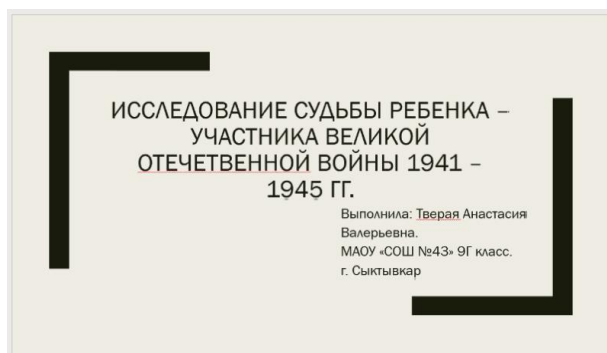 ИССЛЕДОВАНИЕ СУДЬБЫ РЕБЕНКА –
УЧАСТНИКА ВЕЛИКОЙ
ОТЕЧЕТВЕННОЙ ВОЙНЫ 1941 –
1945 ГГ.
Выполнила: Тверая Анастасия
Валерьевна.
МАОУ «СОШ №43» 9Г класс.
г. Сыктывкар